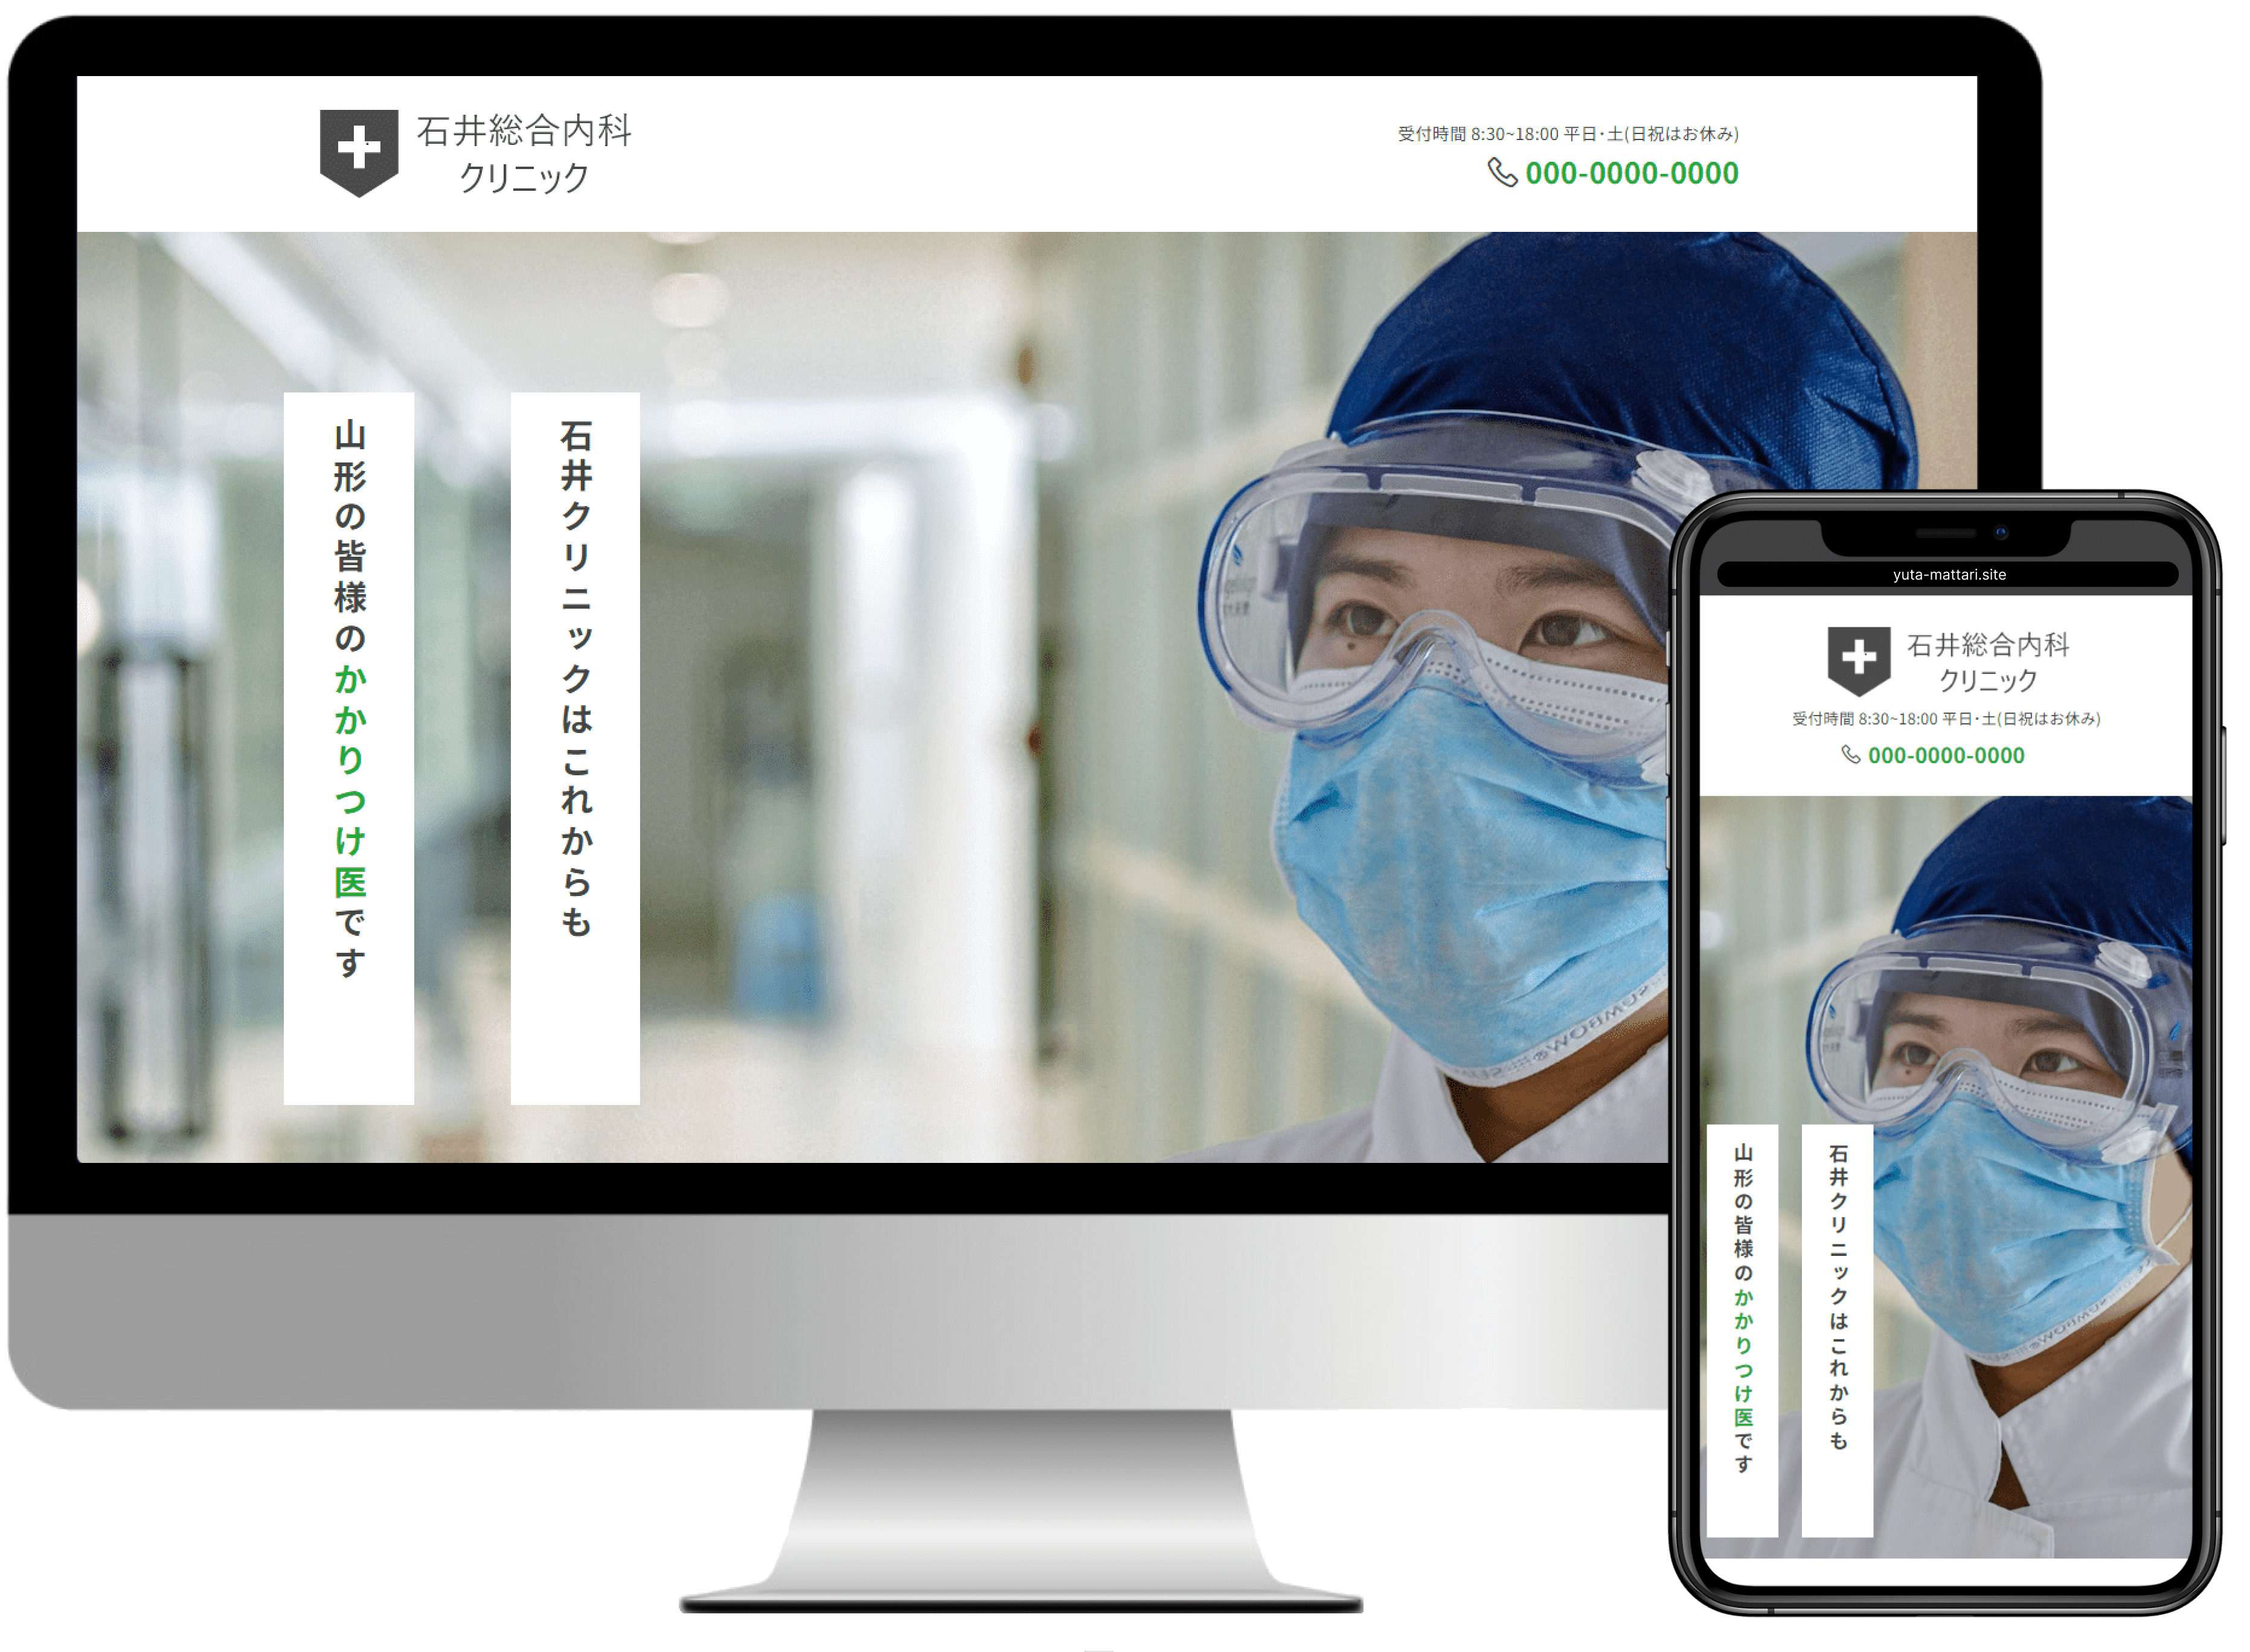 石井総合内科
クリニック
受付時間 8:30~18:00 平日･土(日祝はお休み)
000-0000-0000
石井クリニックはこれからも
山形の皆様のかかりつけ医です
yuta-mattari.site
石井総合内科
クリニック
受付時間 8:30~18:00 平日･土(日祝はお休み)
000-0000-0000
石井クリニックはこれからも
山形の皆様のかかりつけ医です